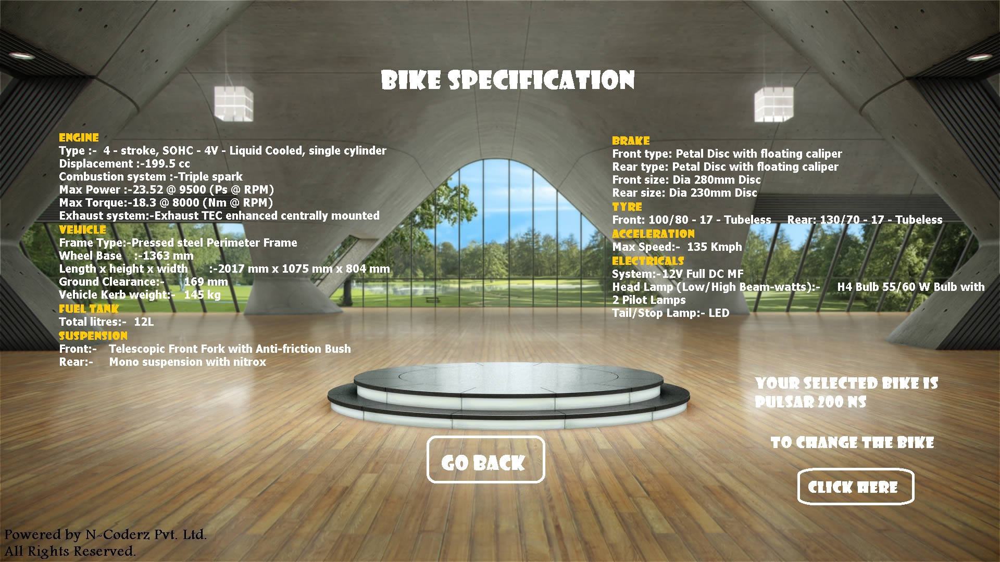 BIKE SPECIFICATION
ENGINE
Type :- 4 - stroke, SOHC - 4V - Liquid Cooled, single cylinder
Displacement :-199.5 cc
Combustion system :-Triple spark
Max Power :-23.52 @ 9500 (Ps @ RPM)
Max Torque:-18.3 @ 8000 (Nm @ RPM)
Exhaust system:-Exhaust TEC enhanced centrally mounted
VEHICLE
Frame Type:-Pressed steel Perimeter Frame
Wheel Base :-1363 mm
Length x height x width :-2017 mm x 1075 mm x 804 mm
Ground Clearance:- 169 mm
Vehicle Kerb weight:- 145 kg
FUEL TANK
Total litres:- 12L
SUSPENSION
Front:- Telescopic Front Fork with Anti-friction Bush
Rear:- Mono suspension with nitrox
BRAKE
Front type: Petal Disc with floating caliper
Rear type: Petal Disc with floating caliper
Front size: Dia 280mm Disc
Rear size: Dia 230mm Disc
TYRE
Front: 100/80 - 17 - Tubeless Rear: 130/70 - 17 - Tubeless
ACCELERATION
Max Speed:- 135 Kmph
ELECTRICALS
System:-12V Full DC MF
Head Lamp (Low/High Beam-watts):- H4 Bulb 55/60 W Bulb with
2 Pilot Lamps
Tail/Stop Lamp:- LED
YOUR SELECTED BIKE IS
PULSAR 200 NS
TO CHANGE THE BIKE
CLICK HERE
GO BACK
Powered by N-Coderz Pvt. Ltd.
All Rights Reserved.